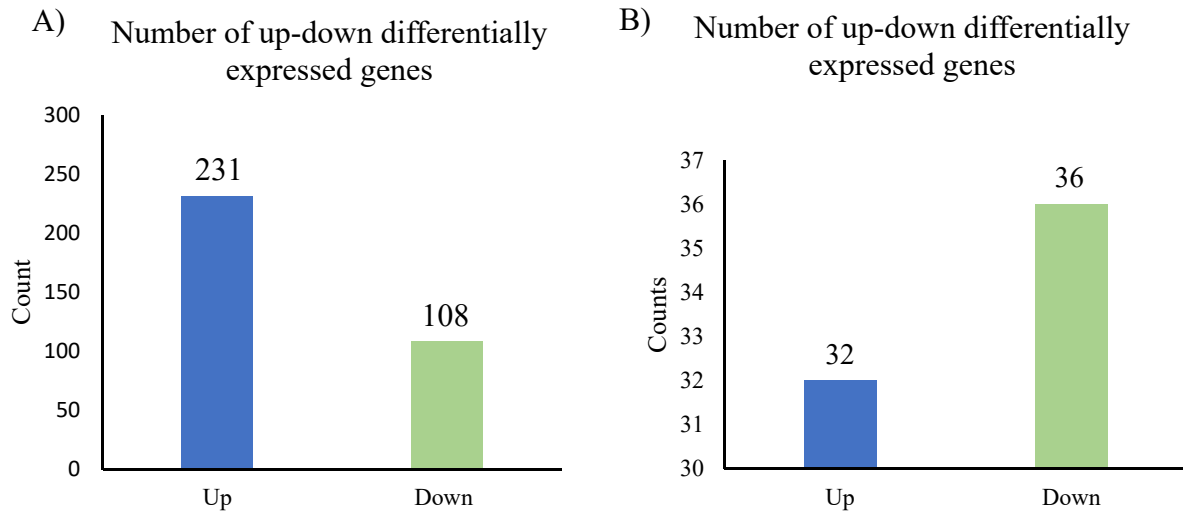 A)
Number of up-down differentially
expressed genes
300
250
200
150
100
50
0
Count
231
108
Up
Down
B)
Number of up-down differentially
expressed genes
37
36
35
34
33
32
31
30
Counts
32
36
Up
Down